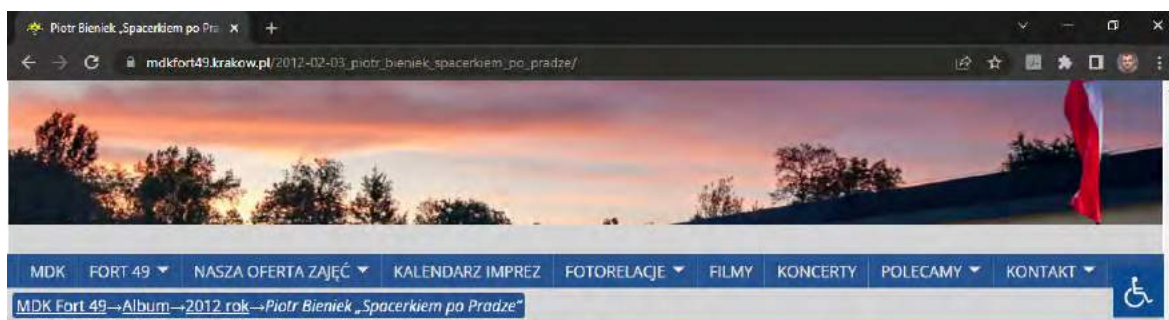 Piotr Bieniek „Spacerkiem po Pra
mdkfort49.krakow.pl/2012-02-03_piotr_bieniek_spacerkiem_po_pradze/
MDK FORT 49 NASZA OFERTA ZAJĘĆ KALENDARZ IMPREZ FOTORELACJE FILMY KONCERTY POLECAMY KONTAKT
MDK Fort 49→Album→2012 rok→Piotr Bieniek „Spacerkiem po Pradze”